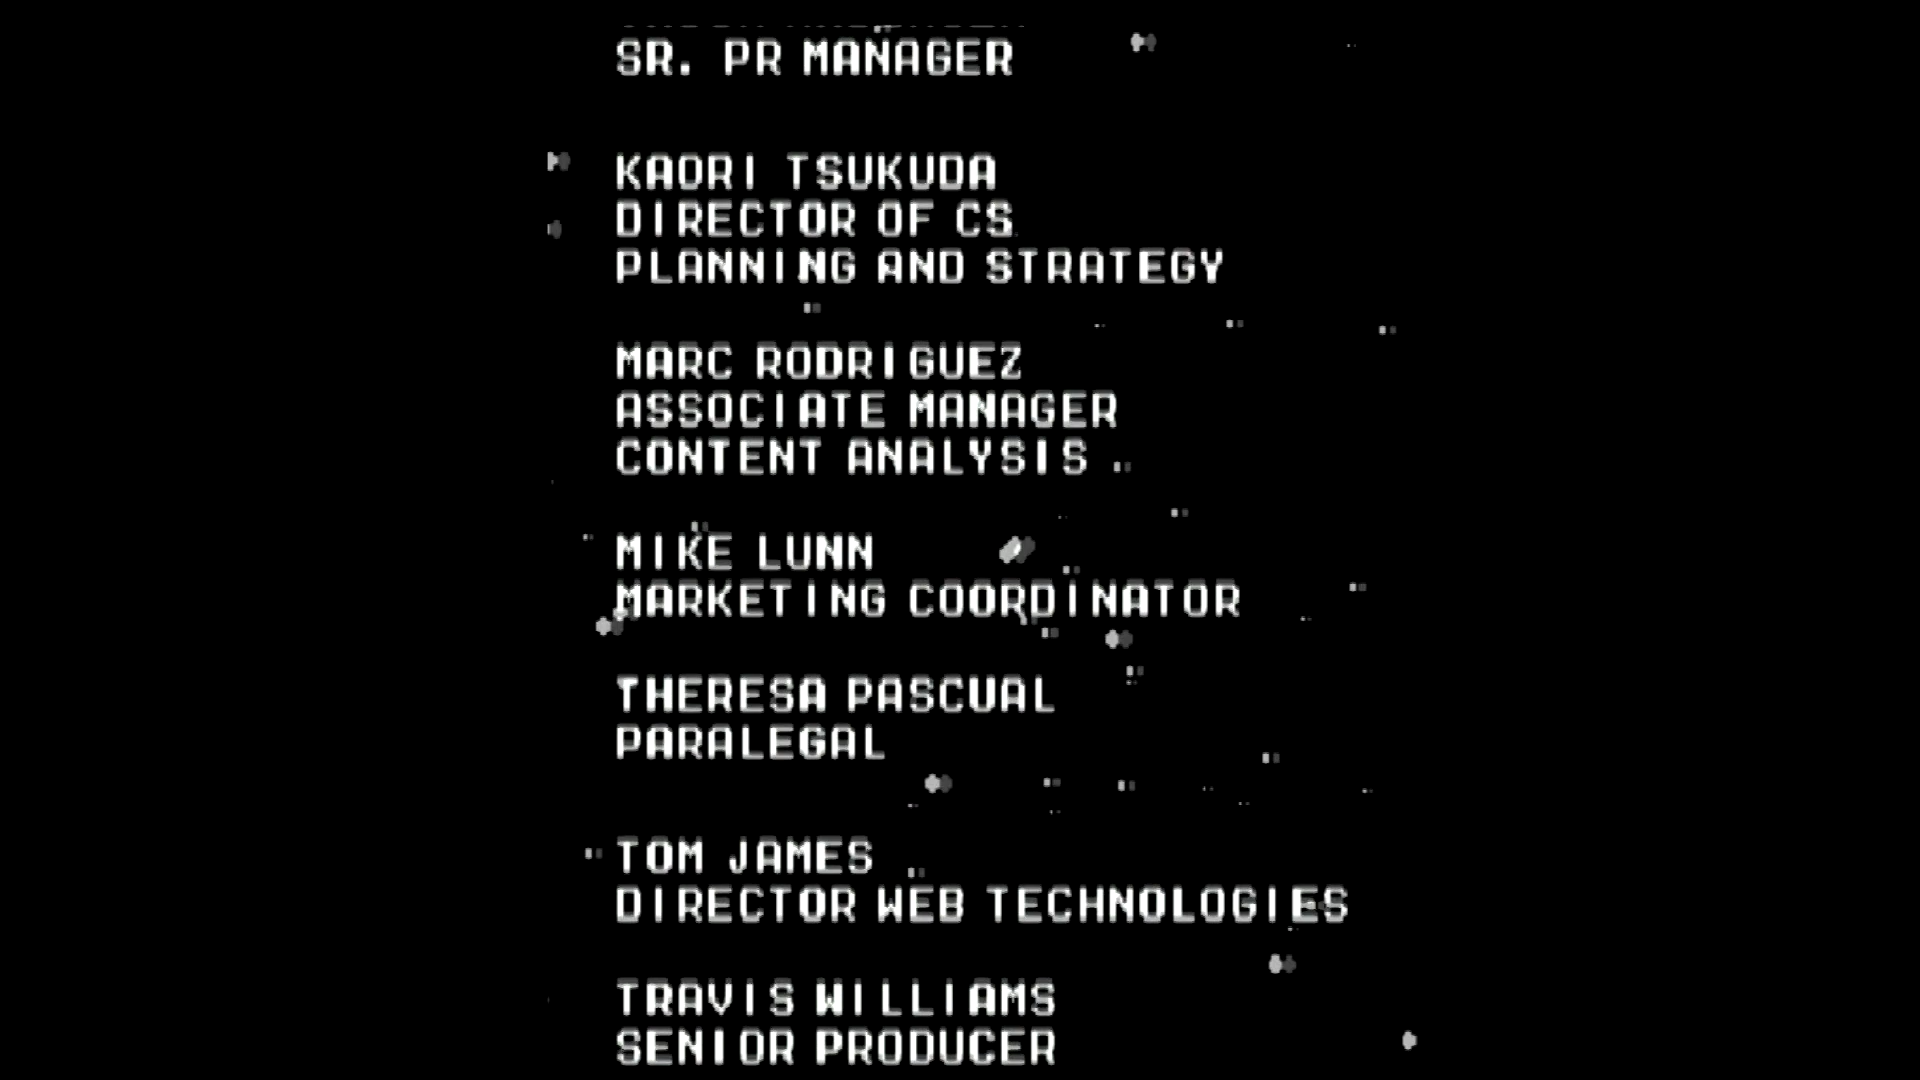 SR. PR MANAGER
KAORI TSUKUDA
DIRECTOR OF CS
PLANNING AND STRATEGY
MARC RODRIGUEZ
ASSOCIATE MANAGER
CONTENT ANALYSIS
MIKE LUNN
MARKETING COORDINATOR
THERESA PASCUAL
PARALEGAL
TOM JAMES
DIRECTOR WEB TECHNOLOGIES
TRAVIS WILLIAMS
SENIOR PRODUCER